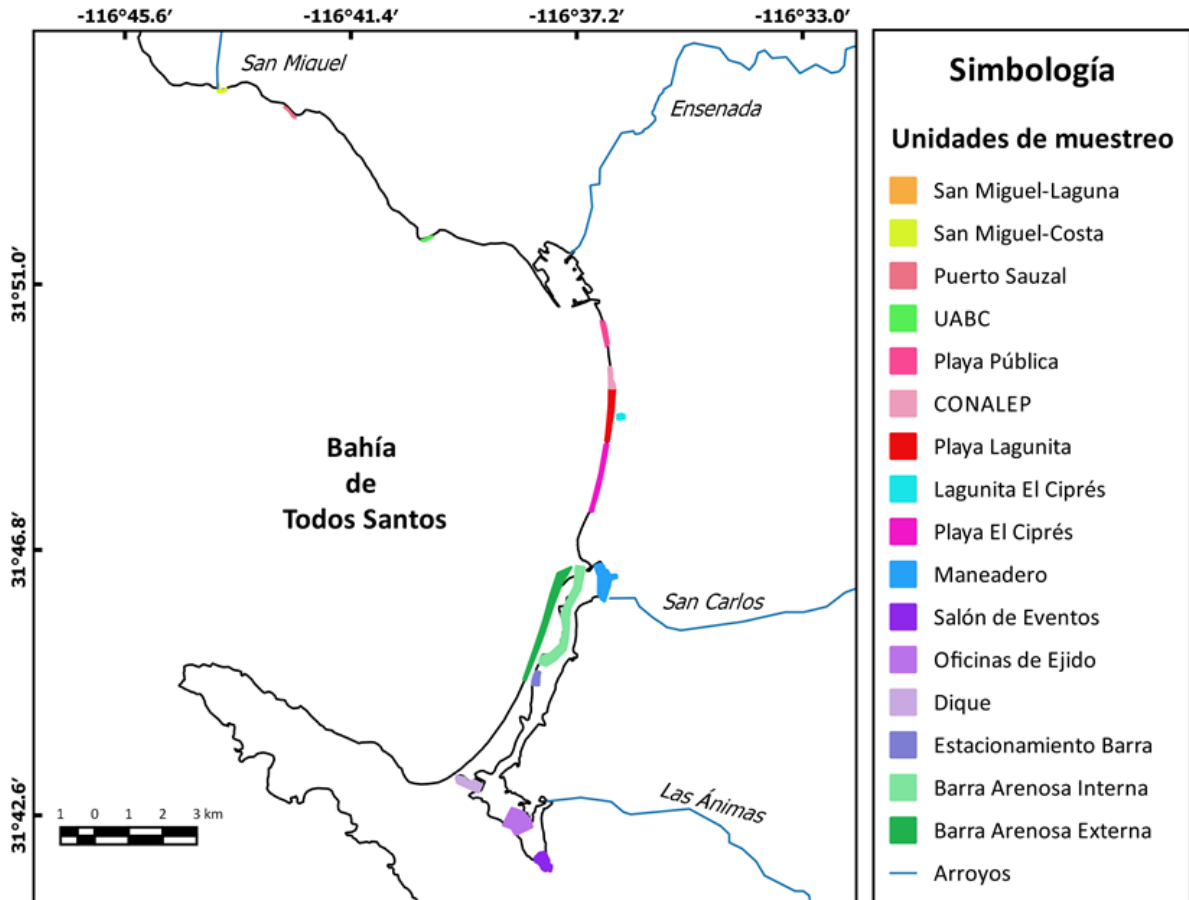 -116°45.6′ -116°41.4′ -116°37.2′ -116°33.0′
San Miguel
Ensenada
31°51.0′
Bahía
de
Todos Santos
31°46.8′
San Carlos
Las Ánimas
31°42.6′
1 0 1 2 3 km
Simbología
Unidades de muestreo
San Miguel-Laguna
San Miguel-Costa
Puerto Sauzal
UABC
Playa Pública
CONALEP
Playa Lagunita
Lagunita El Ciprés
Playa El Ciprés
Maneadero
Salón de Eventos
Oficinas de Ejido
Dique
Estacionamiento Barra
Barra Arenosa Interna
Barra Arenosa Externa
Arroyos